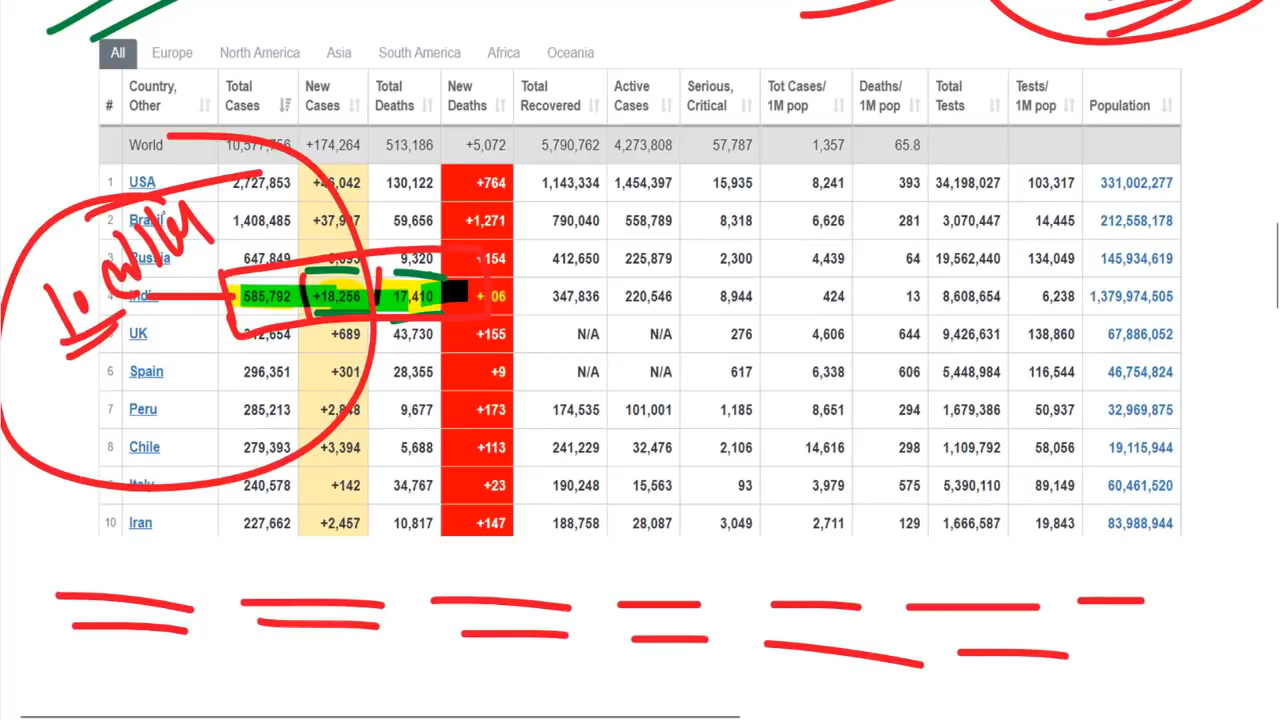 All Europe North America Asia South America Africa Oceania
# Country, Other Total Cases New Cases Total Deaths New Deaths Total Recovered Active Cases Serious, Critical Tot Cases/ 1M pop Deaths/ 1M pop Total Tests Tests/ 1M pop Population
World +174,264 513,186 +5,072 5,790,762 4,273,808 57,787 1,357 65.8
1 USA 2,727,853 130,122 +764 1,143,334 1,454,397 15,935 8,241 393 34,198,027 103,317 331,002,277
2 Brazil 1,408,485 59,656 +1,271 790,040 558,789 8,318 6,626 281 3,070,447 14,445 212,558,178
3 Russia 647,849 9,320 +154 412,650 225,879 2,300 4,439 64 19,562,440 134,049 145,934,619
India 585,792 +18,256 17,410 347,836 220,546 8,944 424 13 8,608,654 6,238 1,379,974,505
UK +689 43,730 +155 N/A N/A 276 4,606 644 9,426,631 138,860 67,886,052
6 Spain 296,351 +301 28,355 +9 N/A N/A 617 6,338 606 5,448,984 116,544 46,754,824
7 Peru 285,213 9,677 +173 174,535 101,001 1,185 8,651 294 1,679,386 50,937 32,969,875
8 Chile 279,393 +3,394 5,688 +113 241,229 32,476 2,106 14,616 298 1,109,792 58,056 19,115,944
Italy 240,578 +142 34,767 +23 190,248 15,563 93 3,979 575 5,390,110 89,149 60,461,520
10 Iran 227,662 +2,457 10,817 +147 188,758 28,087 3,049 2,711 129 1,666,587 19,843 83,988,944